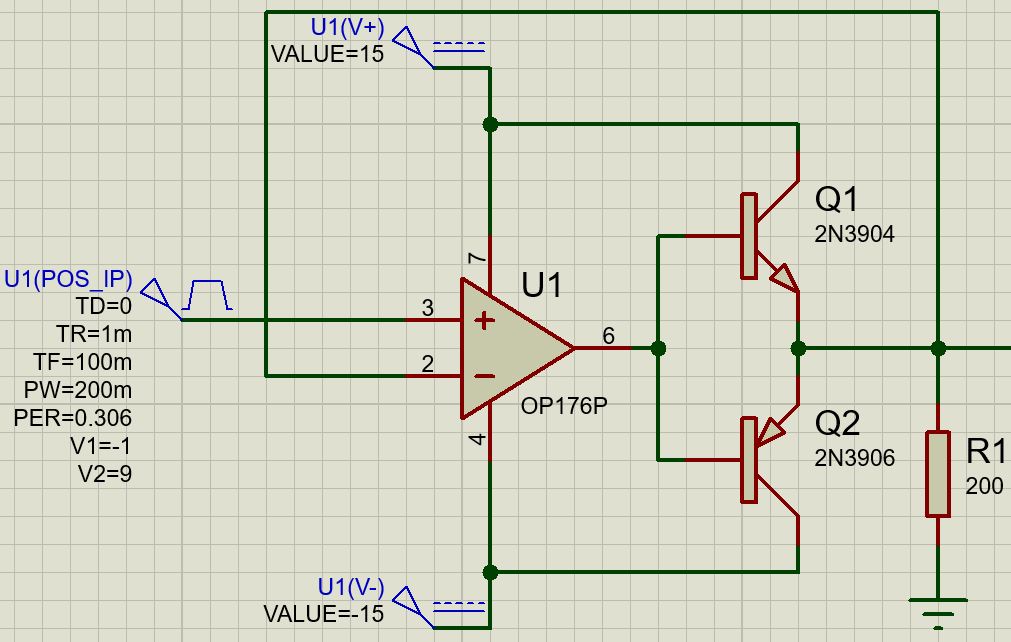 U1(V+)
VALUE=15
Q1
2N3904
7
U1(POS_IP)
TD=0
TR=1m
TF=100m
PW=200m
PER=0.306
V1=-1
V2=9
U1
3
+
6
2
−
OP176P
4
Q2
2N3906
R1
200
U1(V-)
VALUE=-15